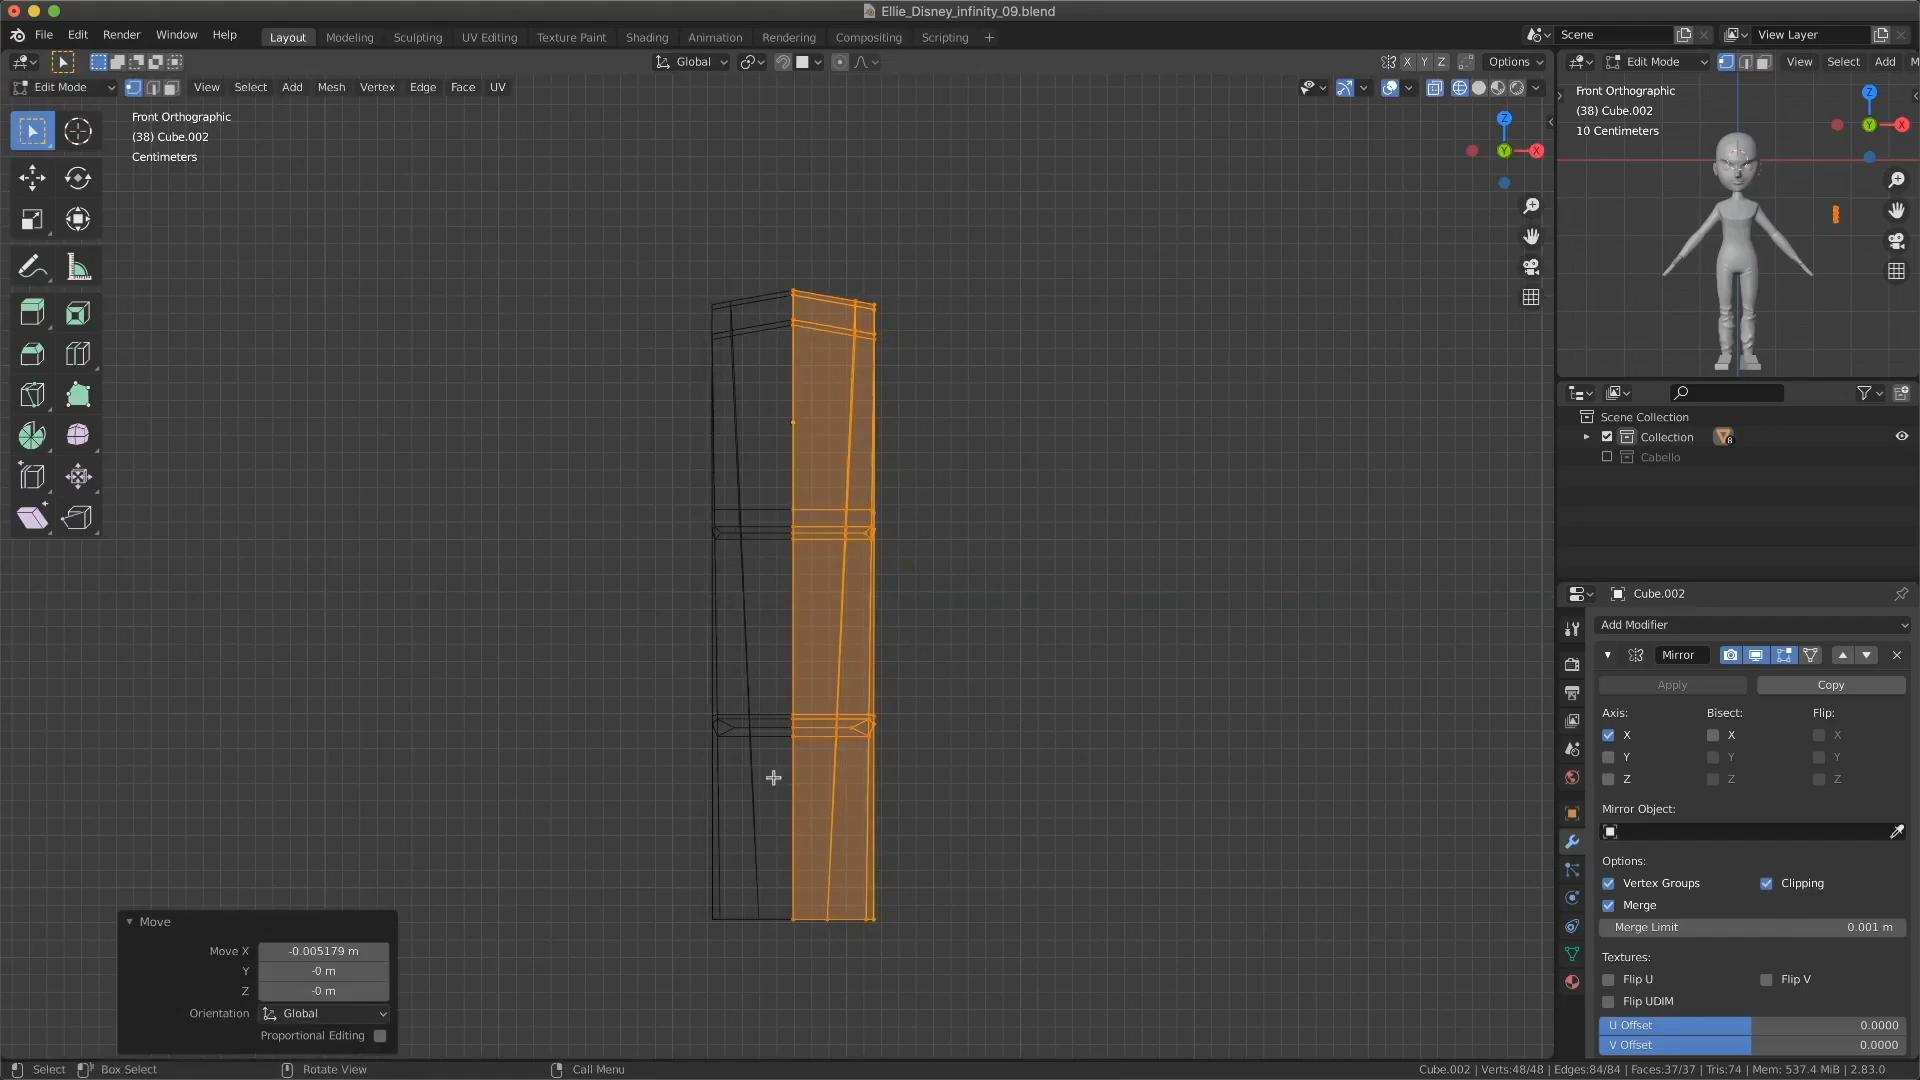 Ellie_Disney_infinity_09.blend
File Edit Render Window Help Layout Modeling Sculpting UV Editing Texture Paint Shading Animation Rendering Compositing Scripting + Scene View Layer
Global X Y Z Options Edit Mode View Select Add M
Edit Mode View Select Add Mesh Vertex Edge Face UV
Front Orthographic
(38) Cube.002
Centimeters
Z
Y
X
Front Orthographic
(38) Cube.002
10 Centimeters
Z
Y
X
Scene Collection
Collection 8
Cabello
Cube.002
Add Modifier
Mirror
Apply Copy
Axis: Bisect: Flip:
X X X
Y Y Y
Z Z Z
Mirror Object:
Options:
Vertex Groups Clipping
Merge
Merge Limit 0.001 m
Textures:
Flip U Flip V
Flip UDIM
U Offset 0.0000
V Offset 0.0000
Move
Move X -0.005179 m
Y -0 m
Z -0 m
Orientation Global
Proportional Editing
Select Box Select Rotate View Call Menu Cube.002 | Verts:48/48 | Edges:84/84 | Faces:37/37 | Tris:74 | Mem: 537.4 MiB | 2.83.0